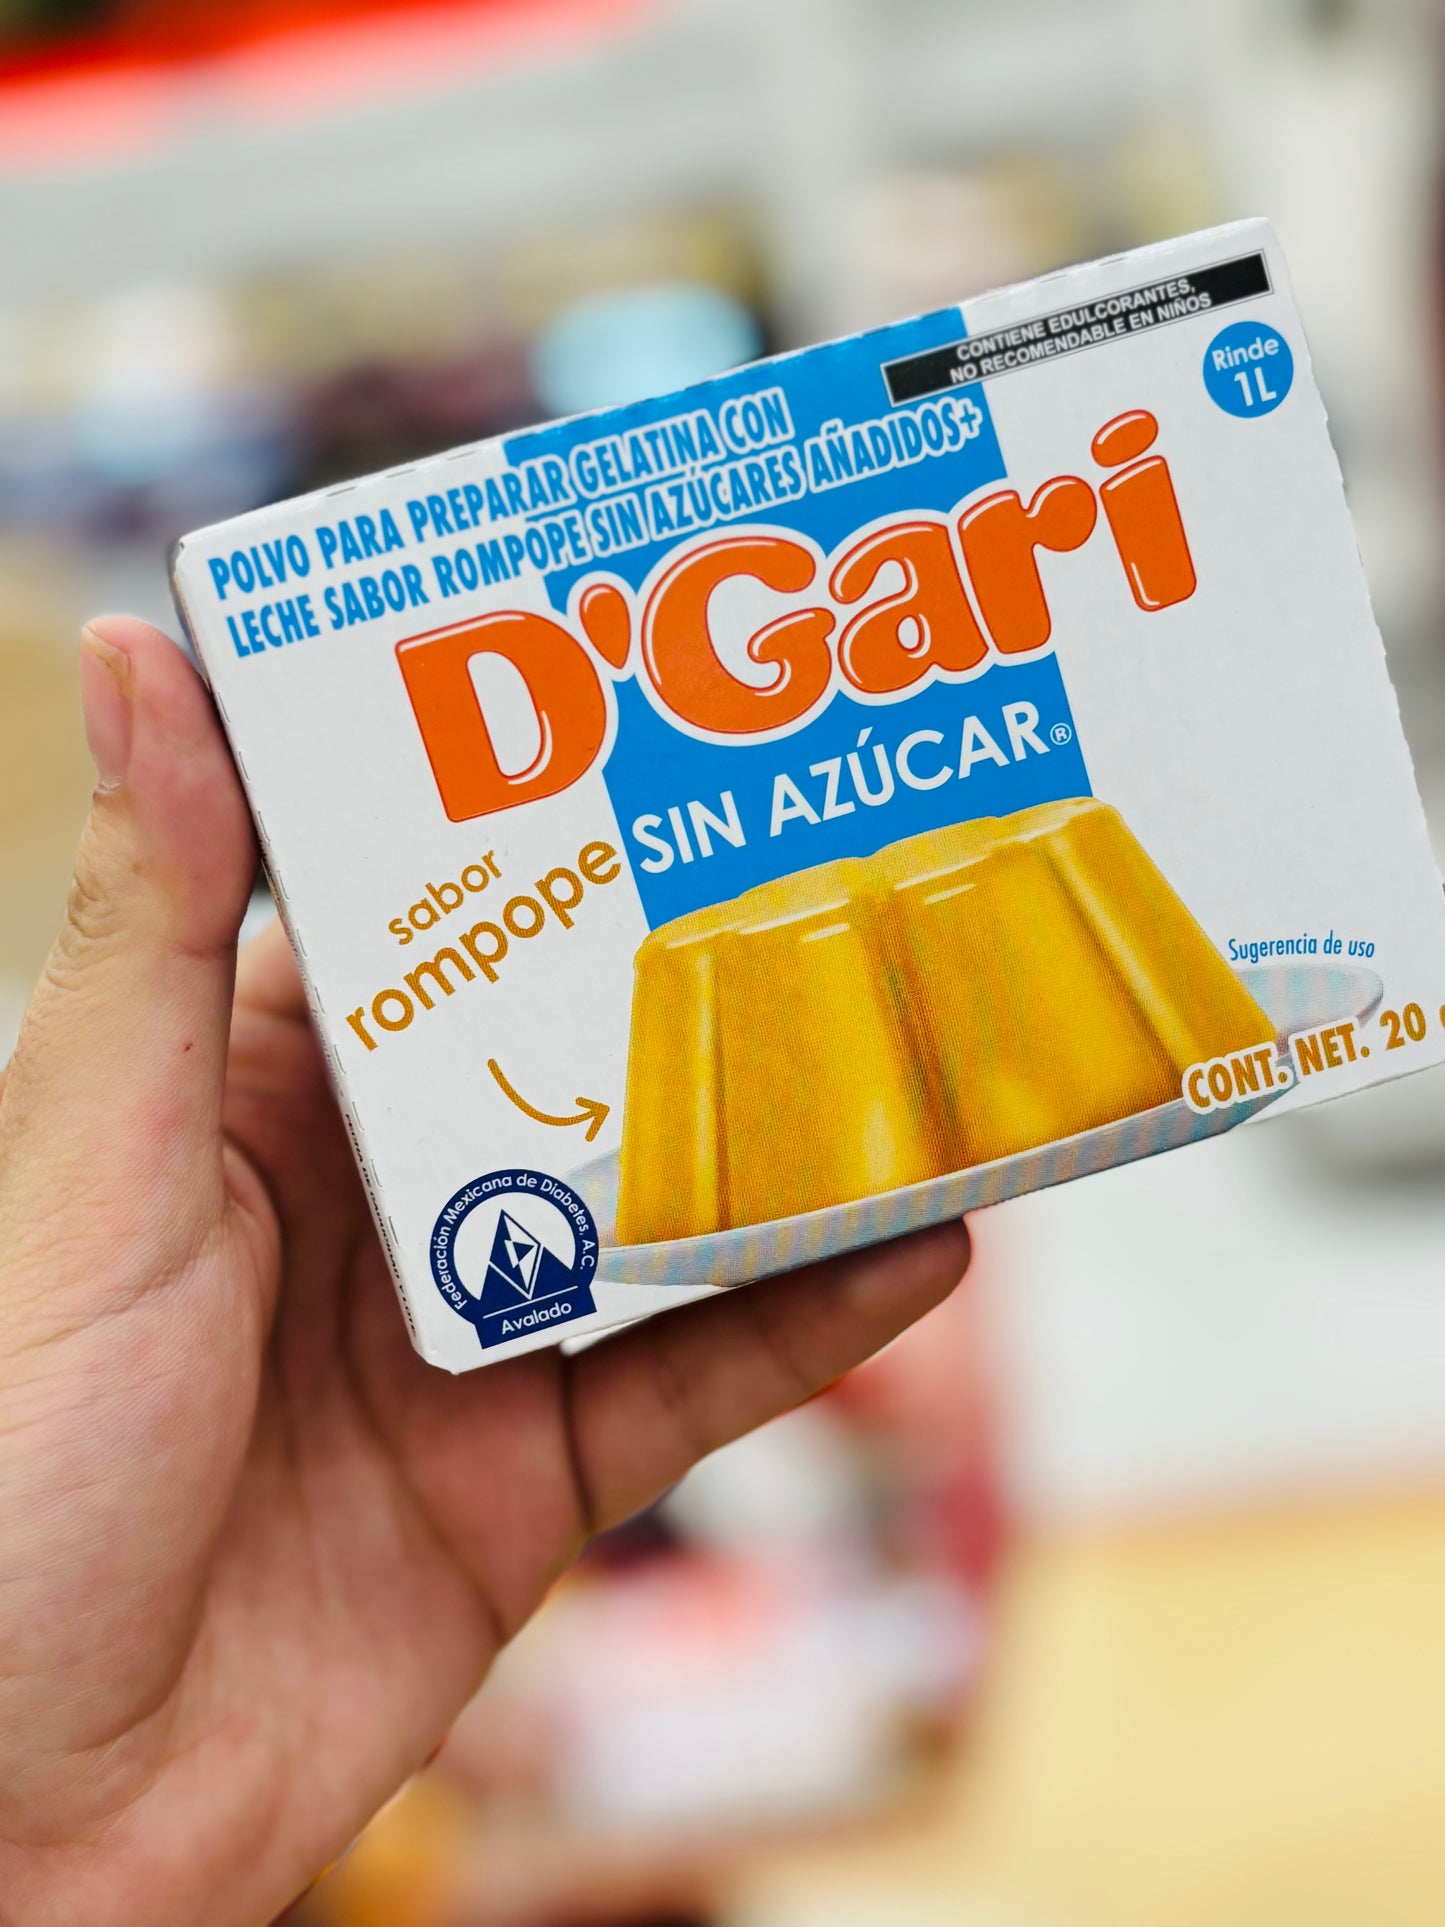 CONTIENE EDULCORANTES,
NO RECOMENDABLE EN NIÑOS
Rinde
1L
POLVO PARA PREPARAR GELATINA CON
LECHE SABOR ROMPOPE SIN AZÚCARES AÑADIDOS+
D'Gari
SIN AZÚCAR®
sabor
rompope
Sugerencia de uso
CONT. NET. 20
Federación Mexicana de Diabetes, A.C.
Avalado